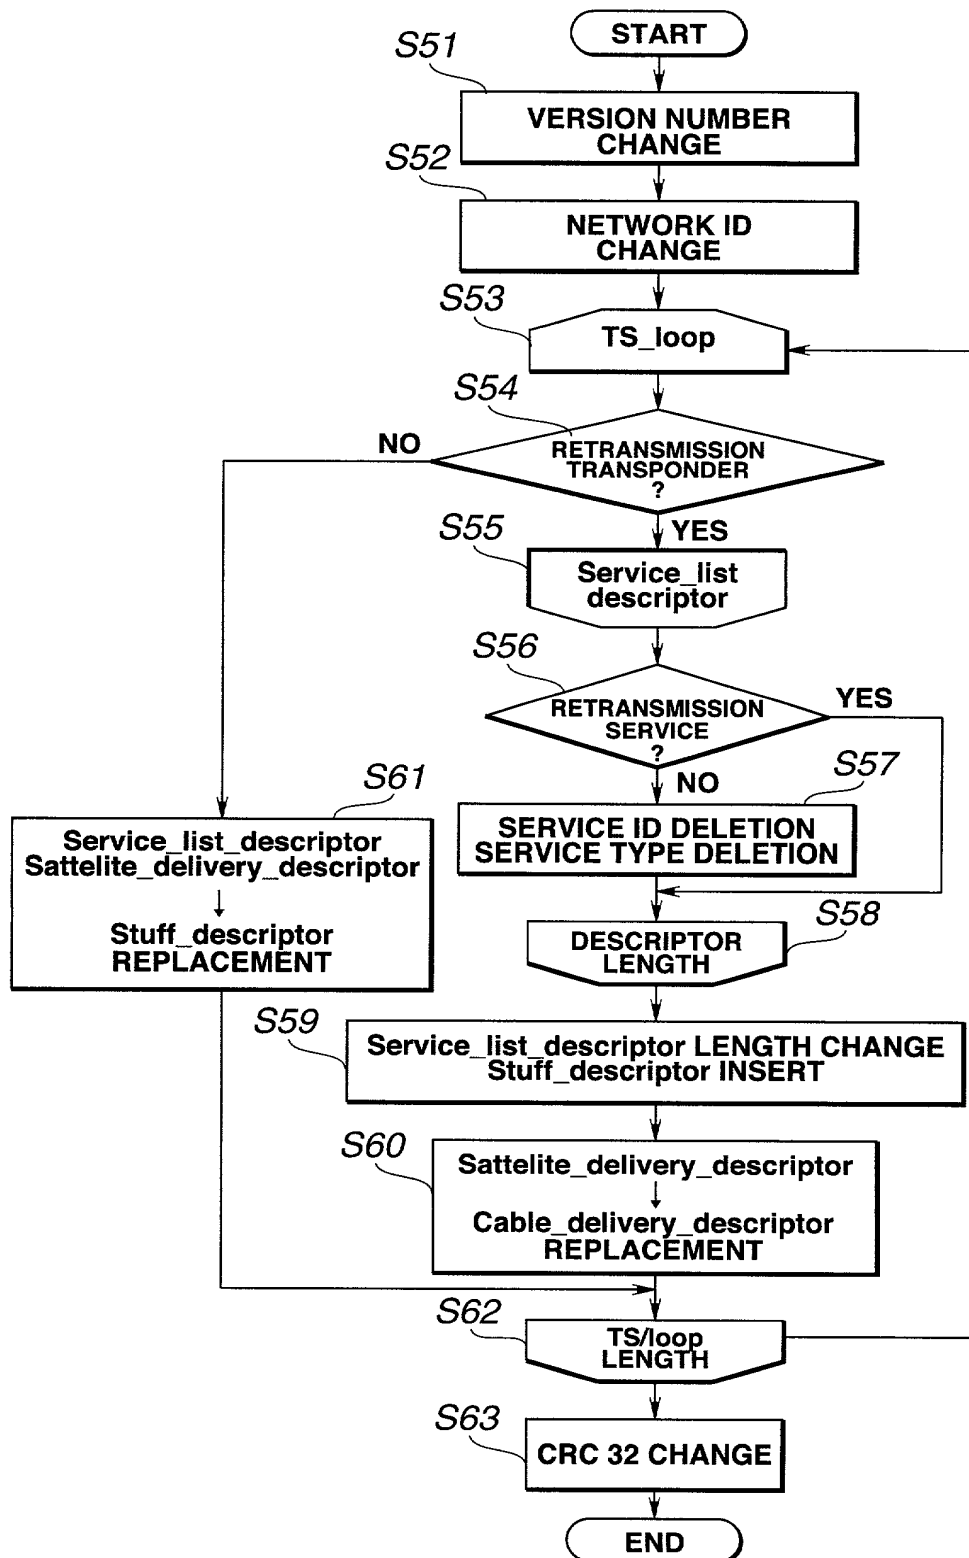 START
S51
VERSION NUMBER
CHANGE
S52
NETWORK ID
CHANGE
S53
TS_loop
S54
NO
RETRANSMISSION
TRANSPONDER
?
YES
S55
Service_list
descriptor
S56
RETRANSMISSION
SERVICE
?
YES
NO
S57
SERVICE ID DELETION
SERVICE TYPE DELETION
S61
Service_list_descriptor
Sattelite_delivery_descriptor
Stuff_descriptor
REPLACEMENT
S58
DESCRIPTOR
LENGTH
S59
Service_list_descriptor LENGTH CHANGE
Stuff_descriptor INSERT
S60
Sattelite_delivery_descriptor
Cable_delivery_descriptor
REPLACEMENT
S62
TS/loop
LENGTH
S63
CRC 32 CHANGE
END